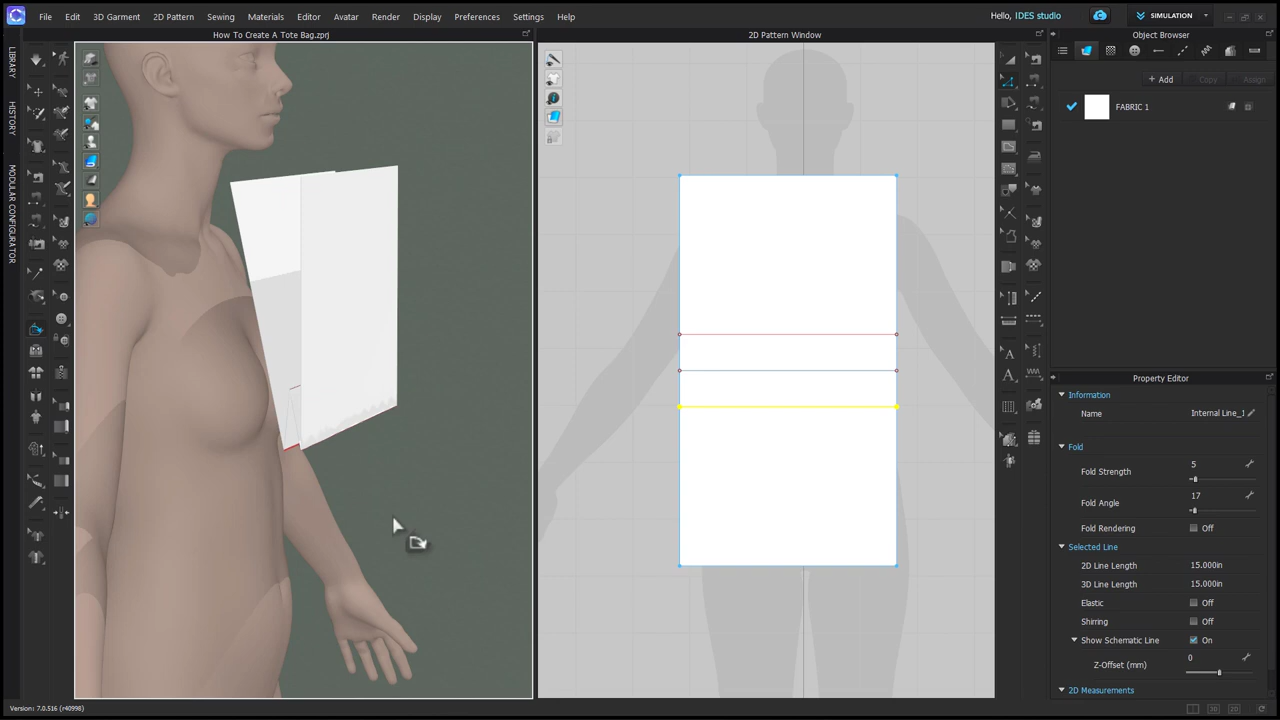 File Edit 3D Garment 2D Pattern Sewing Materials Editor Avatar Render Display Preferences Settings Help
Hello, IDES studio
SIMULATION
How To Create A Tote Bag.zprj
2D Pattern Window
Object Browser
LIBRARY
HISTORY
MODULAR CONFIGURATOR
+ Add Copy Assign
FABRIC 1
Property Editor
Information
Name Internal Line_1
Fold
Fold Strength 5
Fold Angle 17
Fold Rendering Off
Selected Line
2D Line Length 15.000in
3D Line Length 15.000in
Elastic Off
Shirring Off
Show Schematic Line On
Z-Offset (mm) 0
2D Measurements
Version: 7.0.516 (r40998)
3D 2D